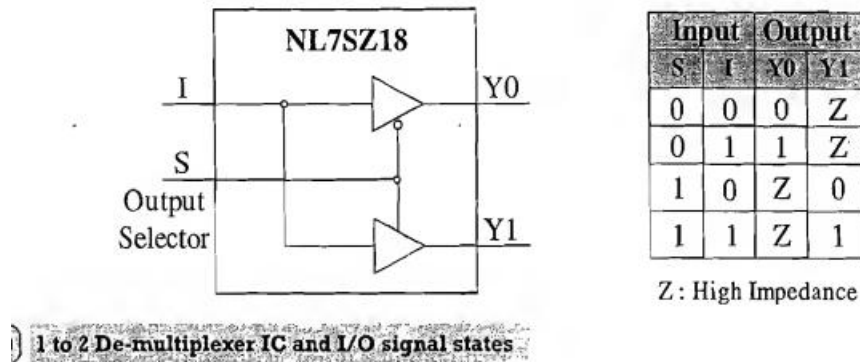 NL7SZ18
I
Y0
S
Output
Selector
Y1
Input Output
S I Y0 Y1
0 0 0 Z
0 1 1 Z
1 0 Z 0
1 1 Z 1
Z : High Impedance
) 1 to 2 De-multiplexer IC and I/O signal states